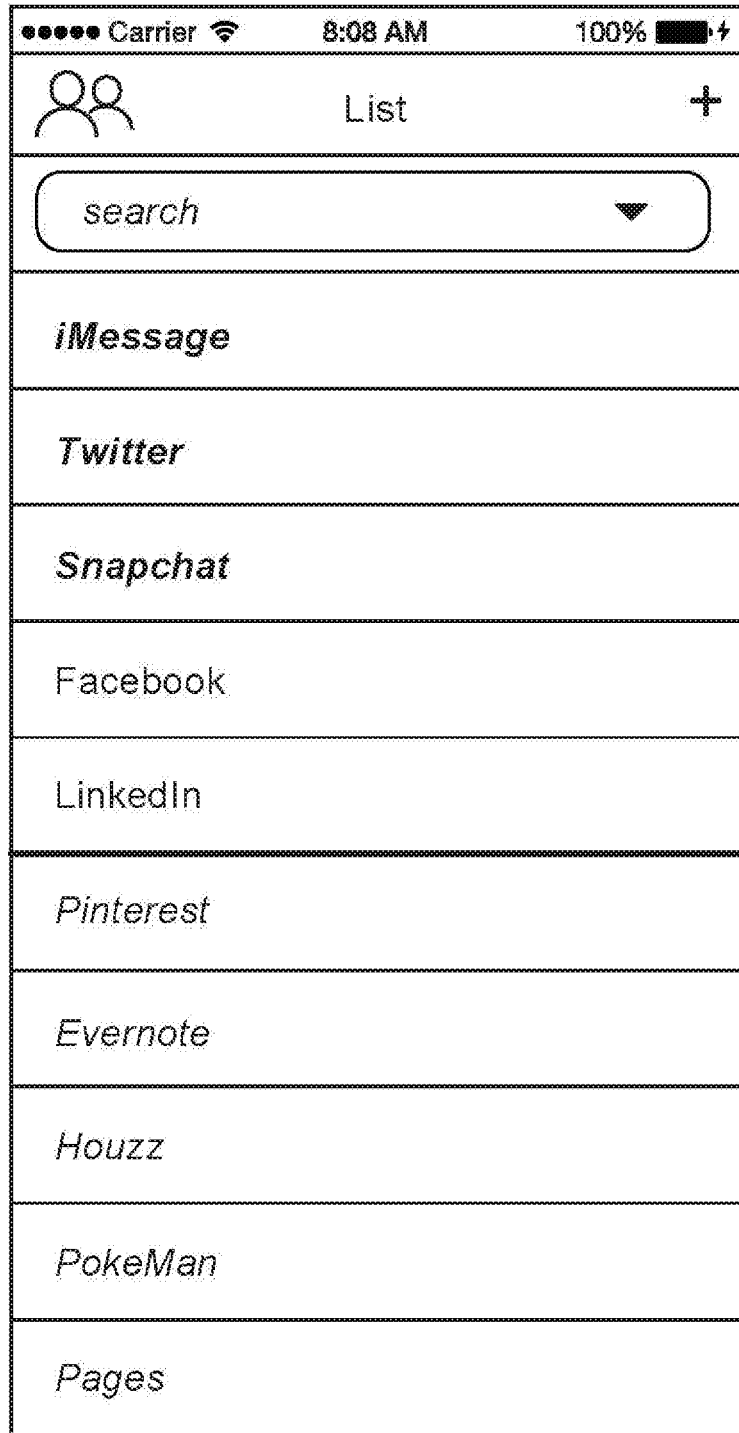 Carrier 8:08 AM 100%
List +
search
iMessage
Twitter
Snapchat
Facebook
LinkedIn
Pinterest
Evernote
Houzz
PokeMan
Pages